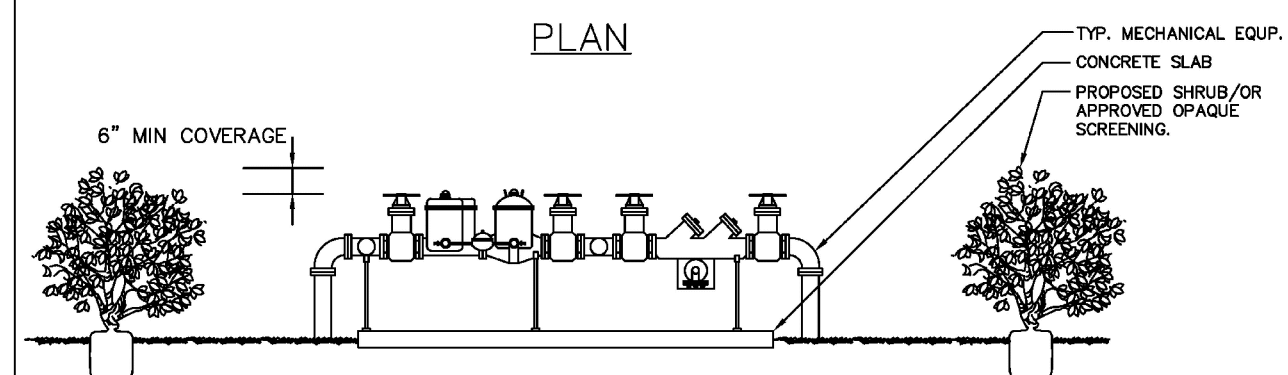 PLAN
TYP. MECHANICAL EQUP.
CONCRETE SLAB
PROPOSED SHRUB/OR
APPROVED OPAQUE
SCREENING.
6" MIN COVERAGE